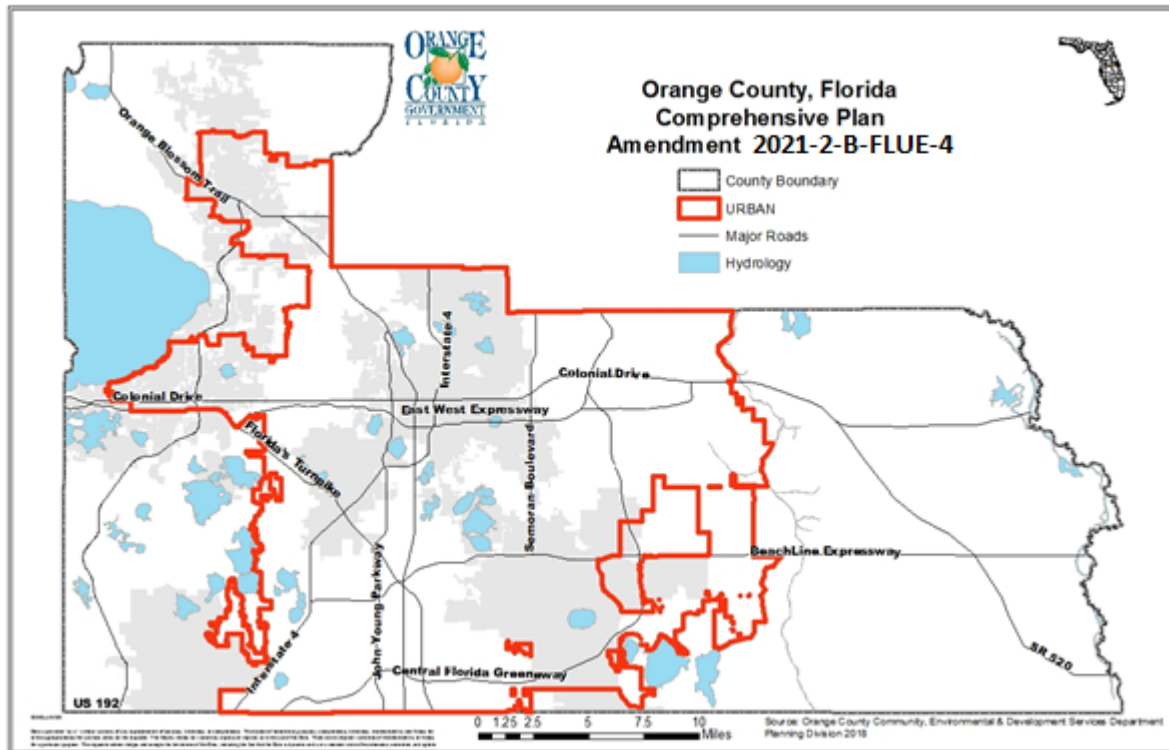 ORANGE
COUNTY
GOVERNMENT
FLORIDA
Orange County, Florida
Comprehensive Plan
Amendment 2021-2-B-FLUE-4
County Boundary
URBAN
Major Roads
Hydrology
Orange Blossom Trail
Interstate 4
Colonial Drive
Colonial Drive
East West Expressway
Florida's Turnpike
Semoran Boulevard
BeachLine Expressway
John Young Parkway
Interstate 4
Central Florida Greeneway
SR 520
US 192
0 1.25 2.5 5 7.5 10
Miles
Source: Orange County Community, Environmental & Development Services Department
Planning Division 2018